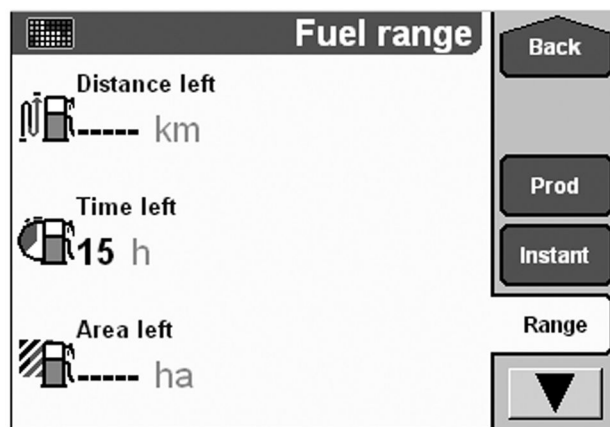 Fuel range
Back
Distance left
----- km
Prod
Time left
15 h
Instant
Range
Area left
----- ha